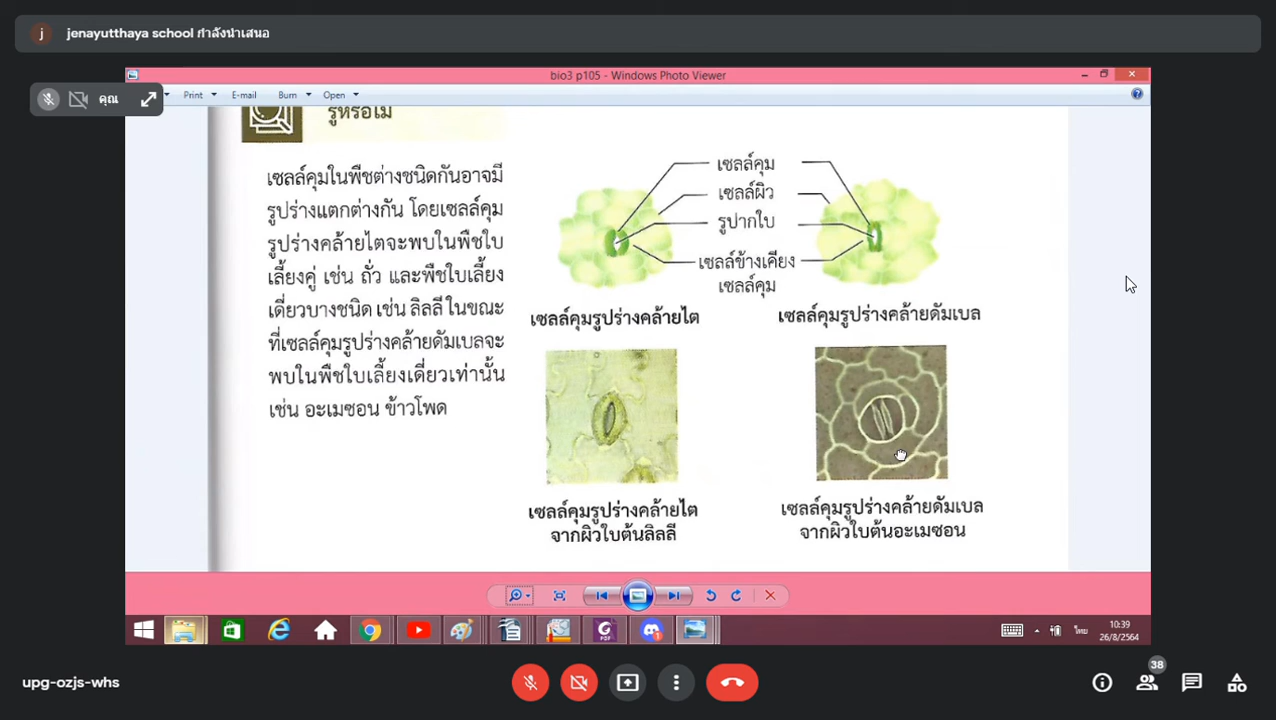 j jenayutthaya school กำลังนำเสนอ
bio3 p105 - Windows Photo Viewer
คุณ
Print
E-mail
Burn
Open
รู้หรือไม่
เซลล์คุมในพืชต่างชนิดกันอาจมี
รูปร่างแตกต่างกัน โดยเซลล์คุม
รูปร่างคล้ายไตจะพบในพืชใบ
เลี้ยงคู่ เช่น ถั่ว และพืชใบเลี้ยง
เดี่ยวบางชนิด เช่น ลิลลี่ ในขณะ
ที่เซลล์คุมรูปร่างคล้ายดัมเบลจะ
พบในพืชใบเลี้ยงเดี่ยวเท่านั้น
เช่น อะเมซอน ข้าวโพด
เซลล์คุม
เซลล์ผิว
รูปากใบ
เซลล์ข้างเคียง
เซลล์คุม
เซลล์คุมรูปร่างคล้ายไต
เซลล์คุมรูปร่างคล้ายดัมเบล
เซลล์คุมรูปร่างคล้ายไต
จากผิวใบต้นลิลลี่
เซลล์คุมรูปร่างคล้ายดัมเบล
จากผิวใบต้นอะเมซอน
PDF
ไทย
10:39
26/8/2564
upg-ozjs-whs
38